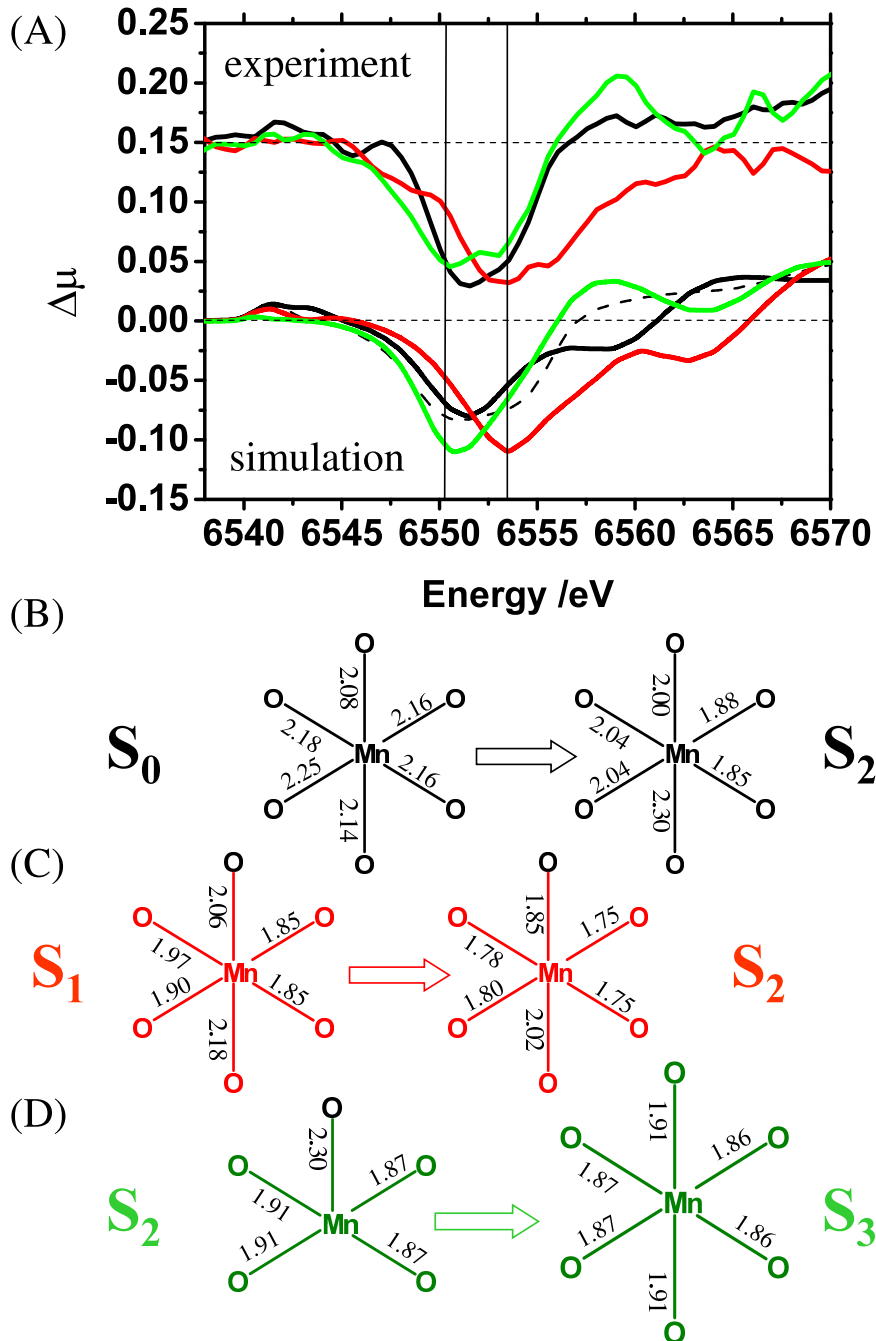 (A)
0.25
0.20
0.15
0.10
0.05
0.00
-0.05
-0.10
-0.15
Δμ
experiment
simulation
6540 6545 6550 6555 6560 6565 6570
Energy /eV
(B)
S0
O
O
O
2.08
2.16
2.18
Mn
2.25
2.16
2.14
O
O
O
O
O
O
2.00
1.88
2.04
Mn
2.04
1.85
2.30
O
O
O
S2
(C)
S1
O
O
O
2.06
1.85
1.97
Mn
1.90
1.85
2.18
O
O
O
O
O
O
1.85
1.75
1.78
Mn
1.80
1.75
2.02
O
O
O
S2
(D)
S2
O
O
O
2.30
1.87
1.91
Mn
1.91
1.87
O
O
O
O
O
1.91
1.86
1.87
Mn
1.87
1.86
1.91
O
O
O
S3